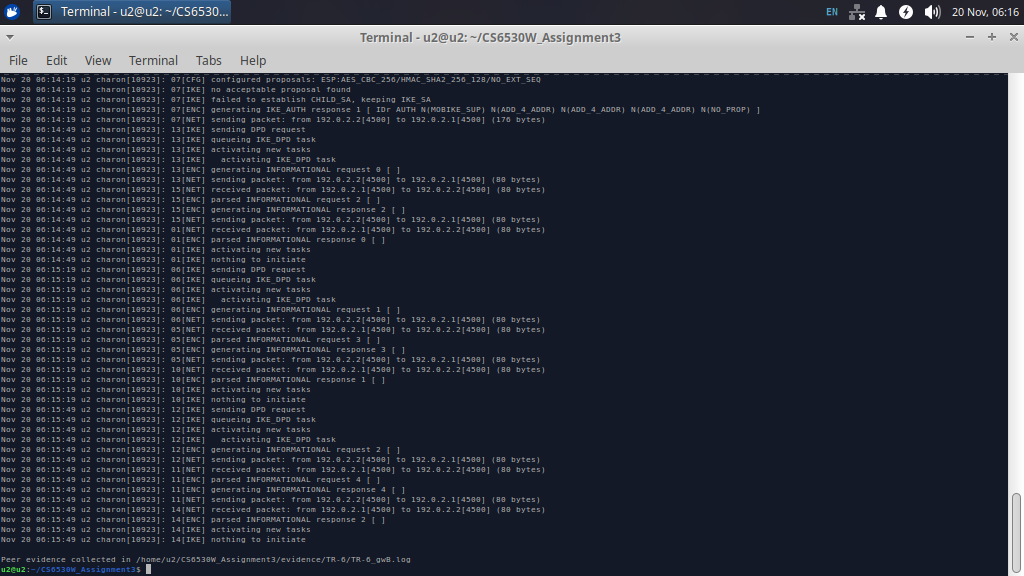 Terminal - u2@u2: ~/CS6530...
EN
20 Nov, 06:16
Terminal - u2@u2: ~/CS6530W_Assignment3
File Edit View Terminal Tabs Help
Nov 20 06:14:19 u2 charon[10923]: 07[CFG] configured proposals: ESP:AES_CBC_256/HMAC_SHA2_256_128/NO_EXT_SEQ
Nov 20 06:14:19 u2 charon[10923]: 07[IKE] no acceptable proposal found
Nov 20 06:14:19 u2 charon[10923]: 07[IKE] failed to establish CHILD_SA, keeping IKE_SA
Nov 20 06:14:19 u2 charon[10923]: 07[ENC] generating IKE_AUTH response 1 [ IDr AUTH N(MOBIKE_SUP) N(ADD_4_ADDR) N(ADD_4_ADDR) N(ADD_4_ADDR) N(NO_PROP) ]
Nov 20 06:14:19 u2 charon[10923]: 07[NET] sending packet: from 192.0.2.2[4500] to 192.0.2.1[4500] (176 bytes)
Nov 20 06:14:49 u2 charon[10923]: 13[IKE] sending DPD request
Nov 20 06:14:49 u2 charon[10923]: 13[IKE] queueing IKE_DPD task
Nov 20 06:14:49 u2 charon[10923]: 13[IKE] activating new tasks
Nov 20 06:14:49 u2 charon[10923]: 13[IKE]   activating IKE_DPD task
Nov 20 06:14:49 u2 charon[10923]: 13[ENC] generating INFORMATIONAL request 0 [ ]
Nov 20 06:14:49 u2 charon[10923]: 13[NET] sending packet: from 192.0.2.2[4500] to 192.0.2.1[4500] (80 bytes)
Nov 20 06:14:49 u2 charon[10923]: 15[NET] received packet: from 192.0.2.1[4500] to 192.0.2.2[4500] (80 bytes)
Nov 20 06:14:49 u2 charon[10923]: 15[ENC] parsed INFORMATIONAL request 2 [ ]
Nov 20 06:14:49 u2 charon[10923]: 15[ENC] generating INFORMATIONAL response 2 [ ]
Nov 20 06:14:49 u2 charon[10923]: 15[NET] sending packet: from 192.0.2.2[4500] to 192.0.2.1[4500] (80 bytes)
Nov 20 06:14:49 u2 charon[10923]: 01[NET] received packet: from 192.0.2.1[4500] to 192.0.2.2[4500] (80 bytes)
Nov 20 06:14:49 u2 charon[10923]: 01[ENC] parsed INFORMATIONAL response 0 [ ]
Nov 20 06:14:49 u2 charon[10923]: 01[IKE] activating new tasks
Nov 20 06:14:49 u2 charon[10923]: 01[IKE] nothing to initiate
Nov 20 06:15:19 u2 charon[10923]: 06[IKE] sending DPD request
Nov 20 06:15:19 u2 charon[10923]: 06[IKE] queueing IKE_DPD task
Nov 20 06:15:19 u2 charon[10923]: 06[IKE] activating new tasks
Nov 20 06:15:19 u2 charon[10923]: 06[IKE]   activating IKE_DPD task
Nov 20 06:15:19 u2 charon[10923]: 06[ENC] generating INFORMATIONAL request 1 [ ]
Nov 20 06:15:19 u2 charon[10923]: 06[NET] sending packet: from 192.0.2.2[4500] to 192.0.2.1[4500] (80 bytes)
Nov 20 06:15:19 u2 charon[10923]: 05[NET] received packet: from 192.0.2.1[4500] to 192.0.2.2[4500] (80 bytes)
Nov 20 06:15:19 u2 charon[10923]: 05[ENC] parsed INFORMATIONAL request 3 [ ]
Nov 20 06:15:19 u2 charon[10923]: 05[ENC] generating INFORMATIONAL response 3 [ ]
Nov 20 06:15:19 u2 charon[10923]: 05[NET] sending packet: from 192.0.2.2[4500] to 192.0.2.1[4500] (80 bytes)
Nov 20 06:15:19 u2 charon[10923]: 10[NET] received packet: from 192.0.2.1[4500] to 192.0.2.2[4500] (80 bytes)
Nov 20 06:15:19 u2 charon[10923]: 10[ENC] parsed INFORMATIONAL response 1 [ ]
Nov 20 06:15:19 u2 charon[10923]: 10[IKE] activating new tasks
Nov 20 06:15:19 u2 charon[10923]: 10[IKE] nothing to initiate
Nov 20 06:15:49 u2 charon[10923]: 12[IKE] sending DPD request
Nov 20 06:15:49 u2 charon[10923]: 12[IKE] queueing IKE_DPD task
Nov 20 06:15:49 u2 charon[10923]: 12[IKE] activating new tasks
Nov 20 06:15:49 u2 charon[10923]: 12[IKE]   activating IKE_DPD task
Nov 20 06:15:49 u2 charon[10923]: 12[ENC] generating INFORMATIONAL request 2 [ ]
Nov 20 06:15:49 u2 charon[10923]: 12[NET] sending packet: from 192.0.2.2[4500] to 192.0.2.1[4500] (80 bytes)
Nov 20 06:15:49 u2 charon[10923]: 11[NET] received packet: from 192.0.2.1[4500] to 192.0.2.2[4500] (80 bytes)
Nov 20 06:15:49 u2 charon[10923]: 11[ENC] parsed INFORMATIONAL request 4 [ ]
Nov 20 06:15:49 u2 charon[10923]: 11[ENC] generating INFORMATIONAL response 4 [ ]
Nov 20 06:15:49 u2 charon[10923]: 11[NET] sending packet: from 192.0.2.2[4500] to 192.0.2.1[4500] (80 bytes)
Nov 20 06:15:49 u2 charon[10923]: 14[NET] received packet: from 192.0.2.1[4500] to 192.0.2.2[4500] (80 bytes)
Nov 20 06:15:49 u2 charon[10923]: 14[ENC] parsed INFORMATIONAL response 2 [ ]
Nov 20 06:15:49 u2 charon[10923]: 14[IKE] activating new tasks
Nov 20 06:15:49 u2 charon[10923]: 14[IKE] nothing to initiate
Peer evidence collected in /home/u2/CS6530W_Assignment3/evidence/TR-6/TR-6_gwB.log
u2@u2:~/CS6530W_Assignment3$